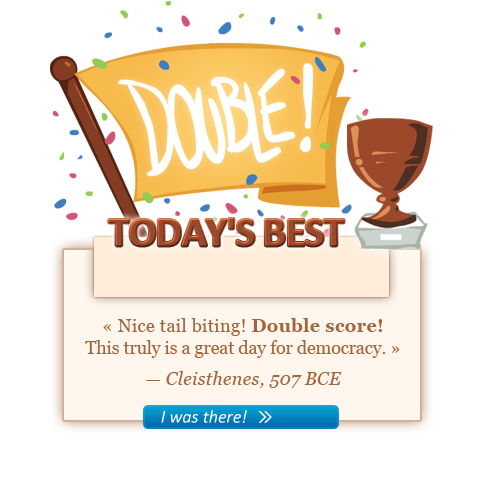 DOUBLE!
TODAY'S BEST
« Nice tail biting! Double score!
This truly is a great day for democracy. »
— Cleisthenes, 507 BCE
I was there! »